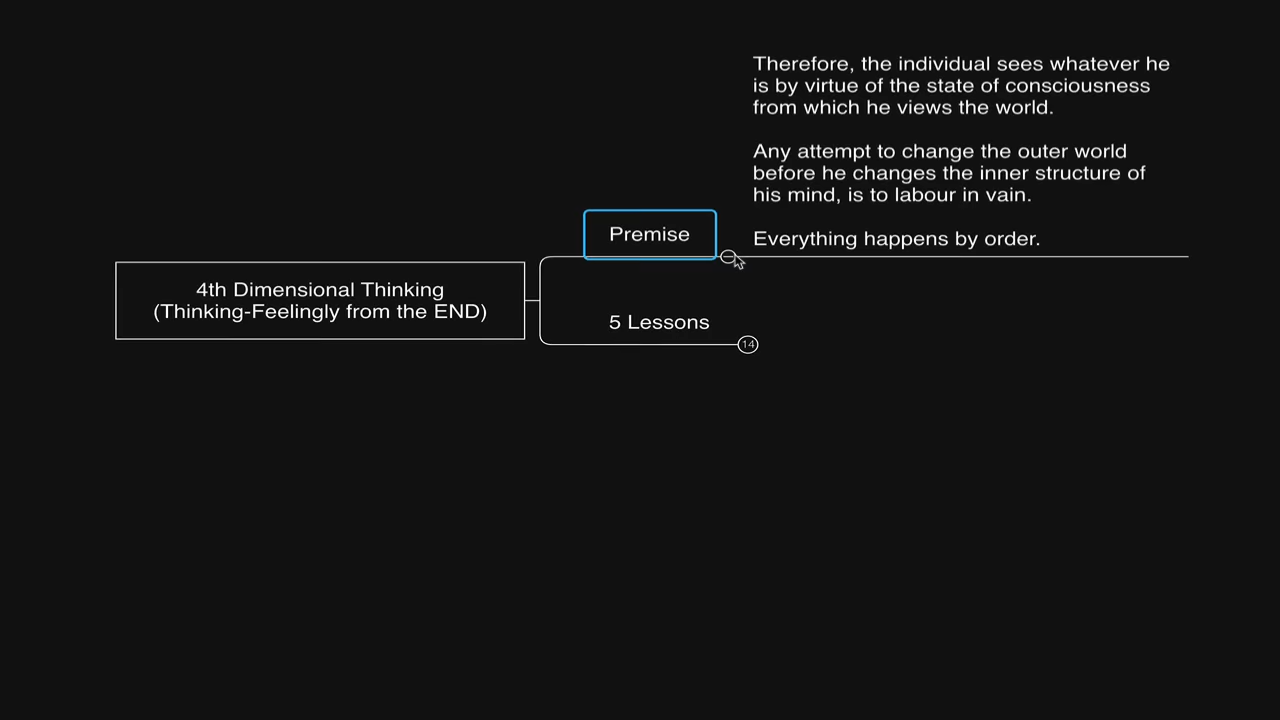 Therefore, the individual sees whatever he
is by virtue of the state of consciousness
from which he views the world.
Any attempt to change the outer world
before he changes the inner structure of
his mind, is to labour in vain.
Everything happens by order.
Premise
4th Dimensional Thinking
(Thinking-Feelingly from the END)
5 Lessons
14